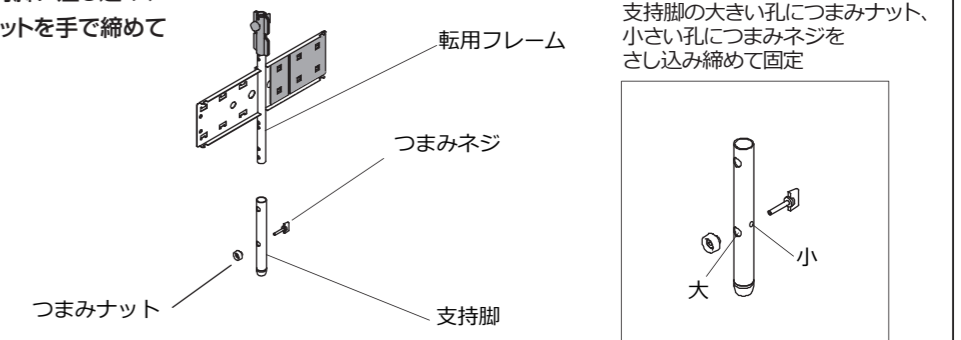 ットを手で締めて
転用フレーム
つまみネジ
つまみナット
支持脚
支持脚の大きい孔につまみナット、
小さい孔につまみネジを
さし込み締めて固定
小
大